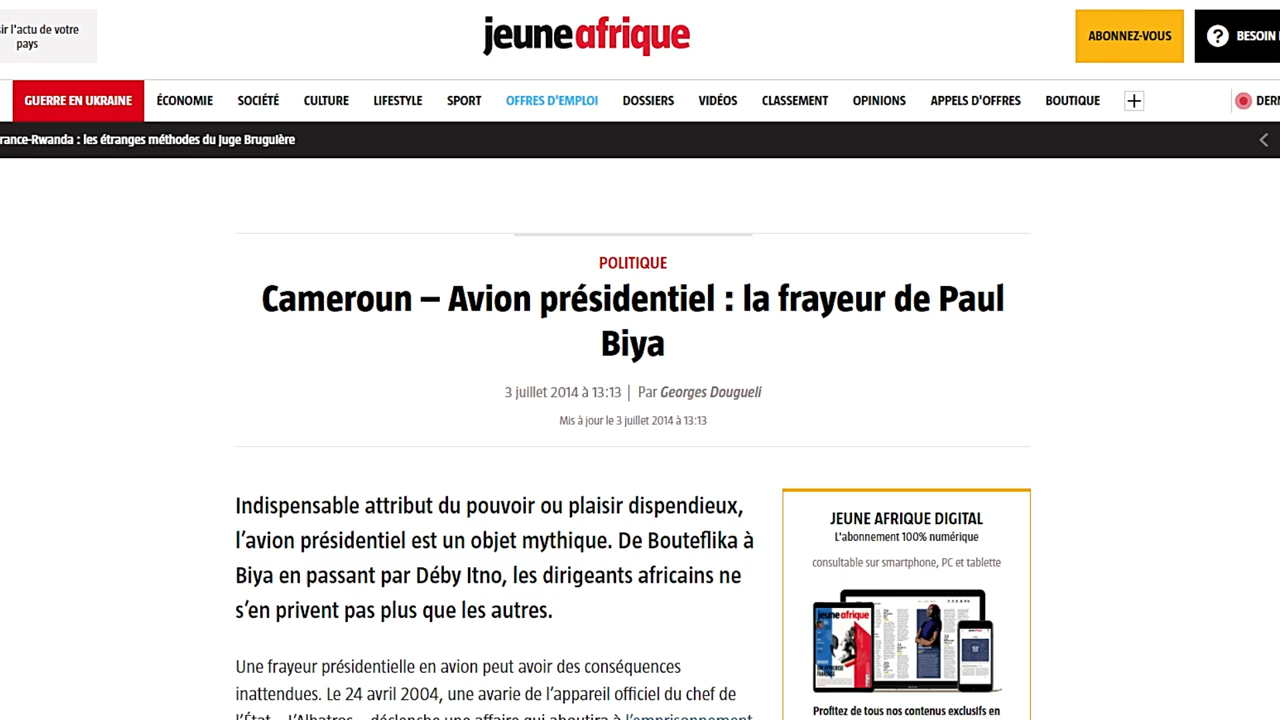 ir l'actu de votre
pays
jeune afrique
ABONNEZ-VOUS
? BESOIN
GUERRE EN UKRAINE ÉCONOMIE SOCIÉTÉ CULTURE LIFESTYLE SPORT OFFRES D'EMPLOI DOSSIERS VIDÉOS CLASSEMENT OPINIONS APPELS D'OFFRES BOUTIQUE + DER
rance-Rwanda : les étranges méthodes du juge Bruguière
POLITIQUE
Cameroun – Avion présidentiel : la frayeur de Paul
Biya
3 juillet 2014 à 13:13 | Par Georges Dougueli
Mis à jour le 3 juillet 2014 à 13:13
Indispensable attribut du pouvoir ou plaisir dispendieux,
l'avion présidentiel est un objet mythique. De Bouteflika à
Biya en passant par Déby Itno, les dirigeants africains ne
s'en privent pas plus que les autres.
Une frayeur présidentielle en avion peut avoir des conséquences
inattendues. Le 24 avril 2004, une avarie de l'appareil officiel du chef de
l'État – L'Albatros – déclenche une affaire qui aboutira à l'emprisonnement
JEUNE AFRIQUE DIGITAL
L'abonnement 100% numérique
consultable sur smartphone, PC et tablette
jeune afrique
Profitez de tous nos contenus exclusifs en